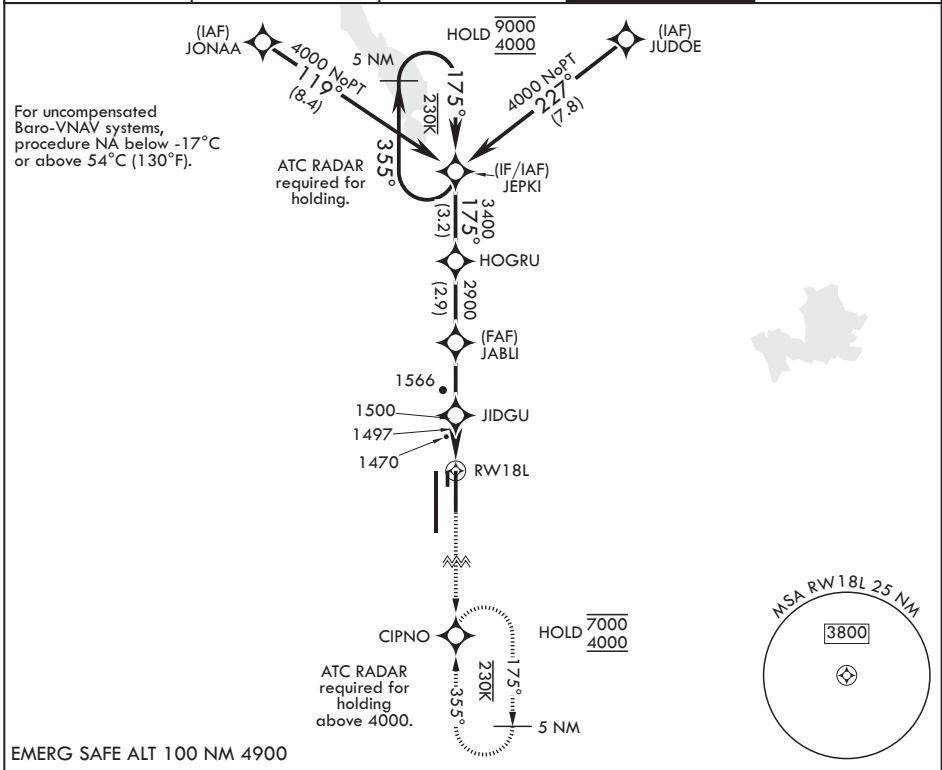 (IAF)
JONAA
4000 NoPT
119°
(8.4)
5 NM
HOLD 9000
4000
(IAF)
JUDOE
4000 NoPT
227°
(7.8)
175°
230K
355°
For uncompensated
Baro-VNAV systems,
procedure NA below -17°C
or above 54°C (130°F).
ATC RADAR
required for
holding.
(IF/IAF)
JEPKI
3400
175°
(3.2)
HOGRU
2900
(2.9)
(FAF)
JABLI
1566
1500
JIDGU
1497
1470
RW18L
CIPNO
HOLD 7000
4000
ATC RADAR
required for
holding
above 4000.
175°
230K
355°
5 NM
MSA RW18L 25 NM
3800
EMERG SAFE ALT 100 NM 4900